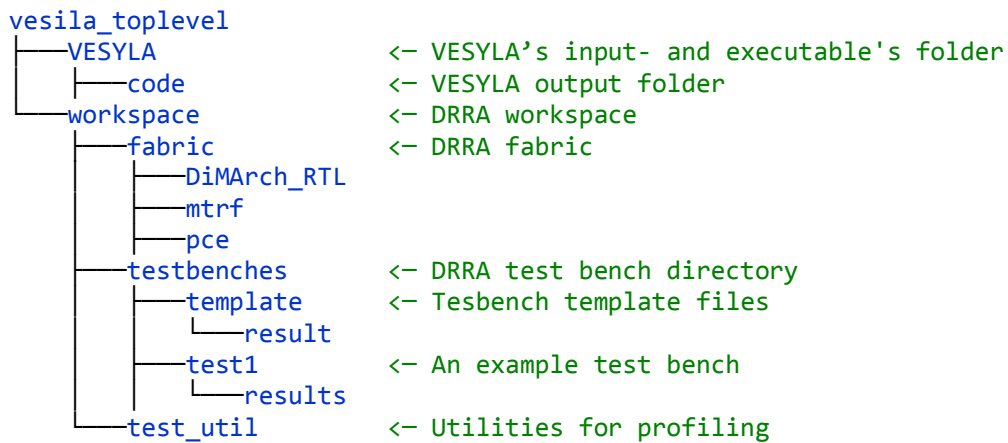 vesila_toplevel
├───VESYLA <─ VESYLA’s input- and executable's folder
│   ├───code <─ VESYLA output folder
└───workspace <─ DRRA workspace
    ├───fabric <─ DRRA fabric
    │   ├───DiMArch_RTL
    │   ├───mtrf
    │   ├───pce
    ├───testbenches <─ DRRA test bench directory
    │   ├───template <─ Tesbench template files
    │   │   └───result
    │   ├───test1 <─ An example test bench
    │   │   └───results
    └───test_util <─ Utilities for profiling